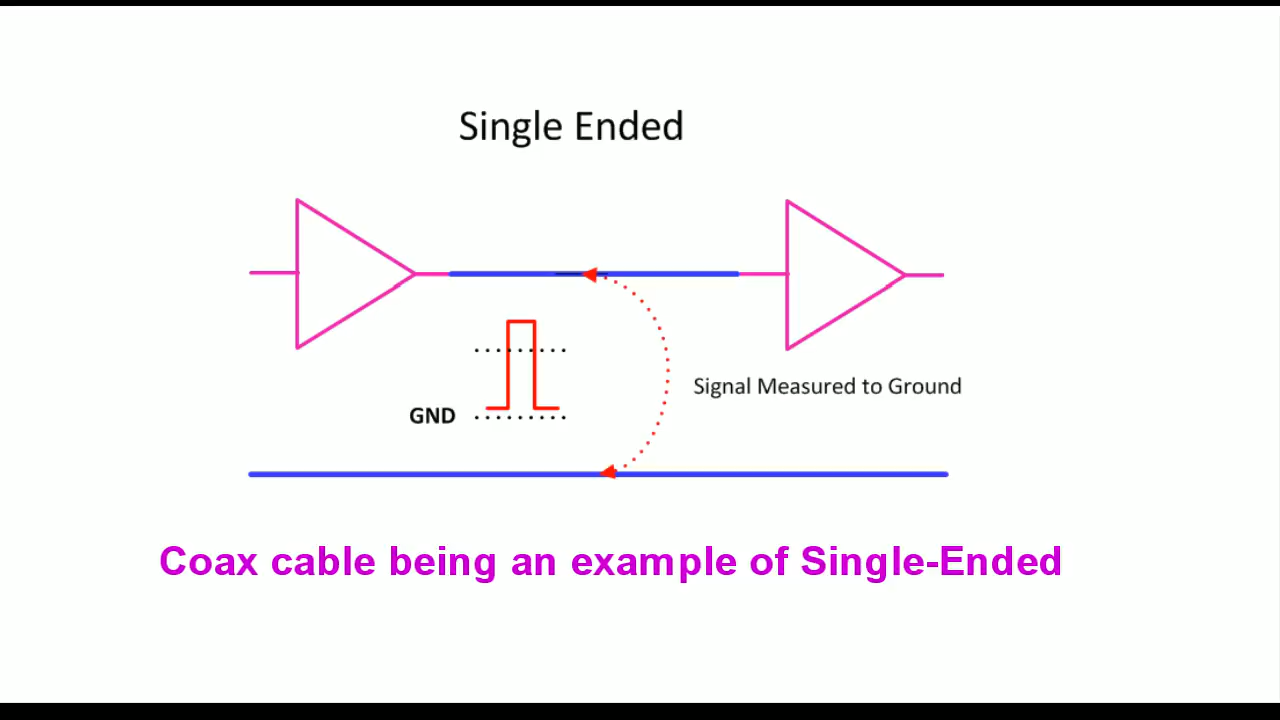 Single Ended
Signal Measured to Ground
GND
Coax cable being an example of Single-Ended